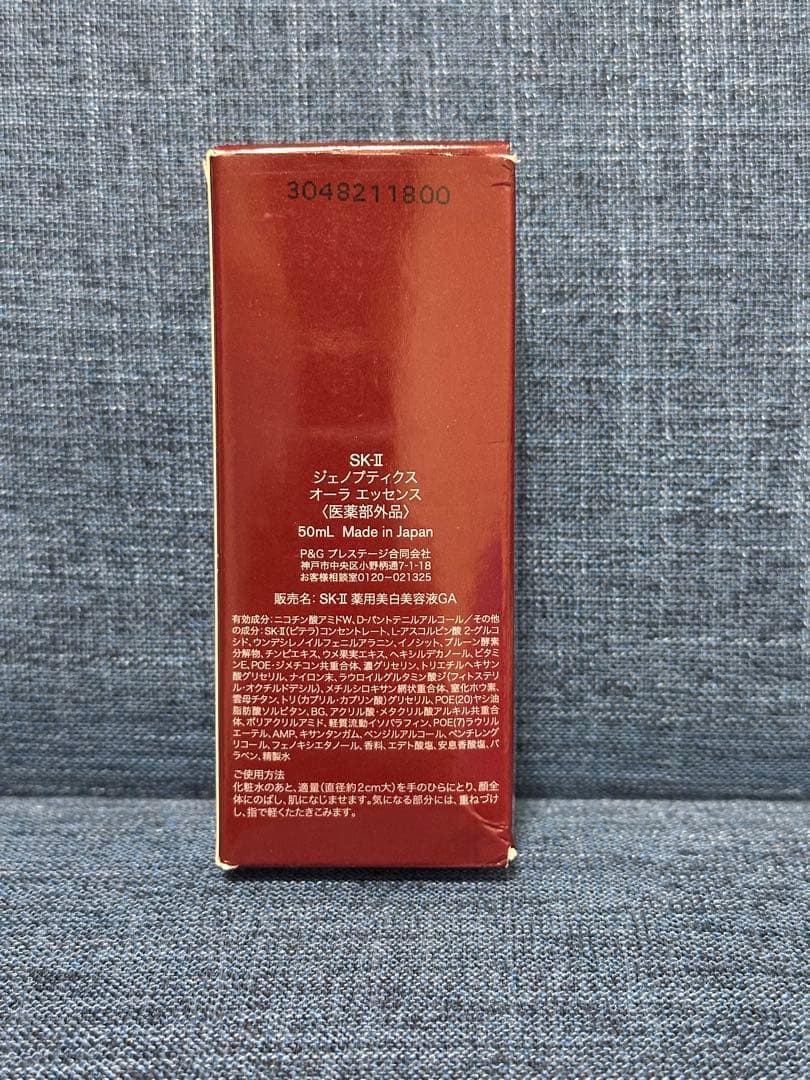 3048211800
SK-Ⅱ
ジェノプティクス
オーラ エッセンス
〈医薬部外品〉
50mL Made in Japan
P&G プレステージ合同会社
神戸市中央区小野柄通7-1-18
お客様相談室0120-021325
販売名：SK-Ⅱ 薬用美白美容液GA
有効成分：ニコチン酸アミドW、D-パントテニルアルコール／その他
の成分：SK-Ⅱ(ピテラ)コンセントレート、L-アスコルビン酸 2-グルコ
シド、ウンデシレノイルフェニルアラニン、イノシット、プルーン酵素
分解物、チンピエキス、ウメ果実エキス、ヘキシルデカノール、ビタミ
ンE、POE・ジメチコン共重合体、濃グリセリン、トリエチルヘキサン
酸グリセリル、ナイロン末、ラウロイルグルタミン酸ジ(フィトステリ
ル・オクチルドデシル)、メチルシロキサン網状重合体、窒化ホウ素、
雲母チタン、トリ(カプリル・カプリン酸)グリセリル、POE(20)ヤシ油
脂肪酸ソルビタン、BG、アクリル酸・メタクリル酸アルキル共重合
体、ポリアクリルアミド、軽質流動イソパラフィン、POE(7)ラウリル
エーテル、AMP、キサンタンガム、ベンジルアルコール、ペンチレング
リコール、フェノキシエタノール、香料、エデト酸塩、安息香酸塩、パ
ラベン、精製水
ご使用方法
化粧水のあと、適量(直径約2cm大)を手のひらにとり、顔全
体にのばし、肌になじませます。気になる部分には、重ねづけ
し、指で軽くたたきこみます。